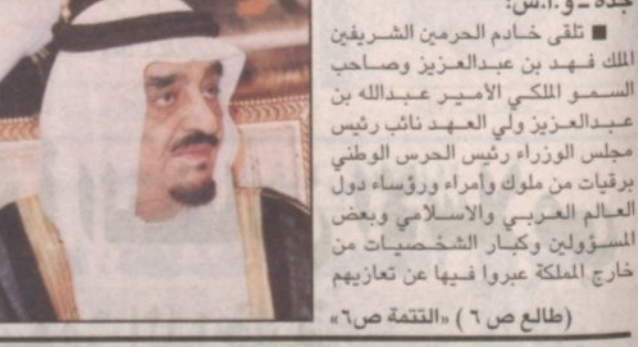 جدة ـ و.أ.س:
■ تلقى خادم الحرمين الشريفين
الملك فهد بن عبدالعزيز وصاحب
السمو الملكي الامير عبدالله بن
عبدالعزيز ولي العهد نائب رئيس
مجلس الوزراء رئيس الحرس الوطني
برقيات من ملوك وأمراء ورؤساء دول
العالم العربي والاسلامي وبعض
المسؤولين وكبار الشخصيات من
خارج المملكة عبروا فيها عن تعازيهم
(طالع ص ٦) «التتمة ص٦»